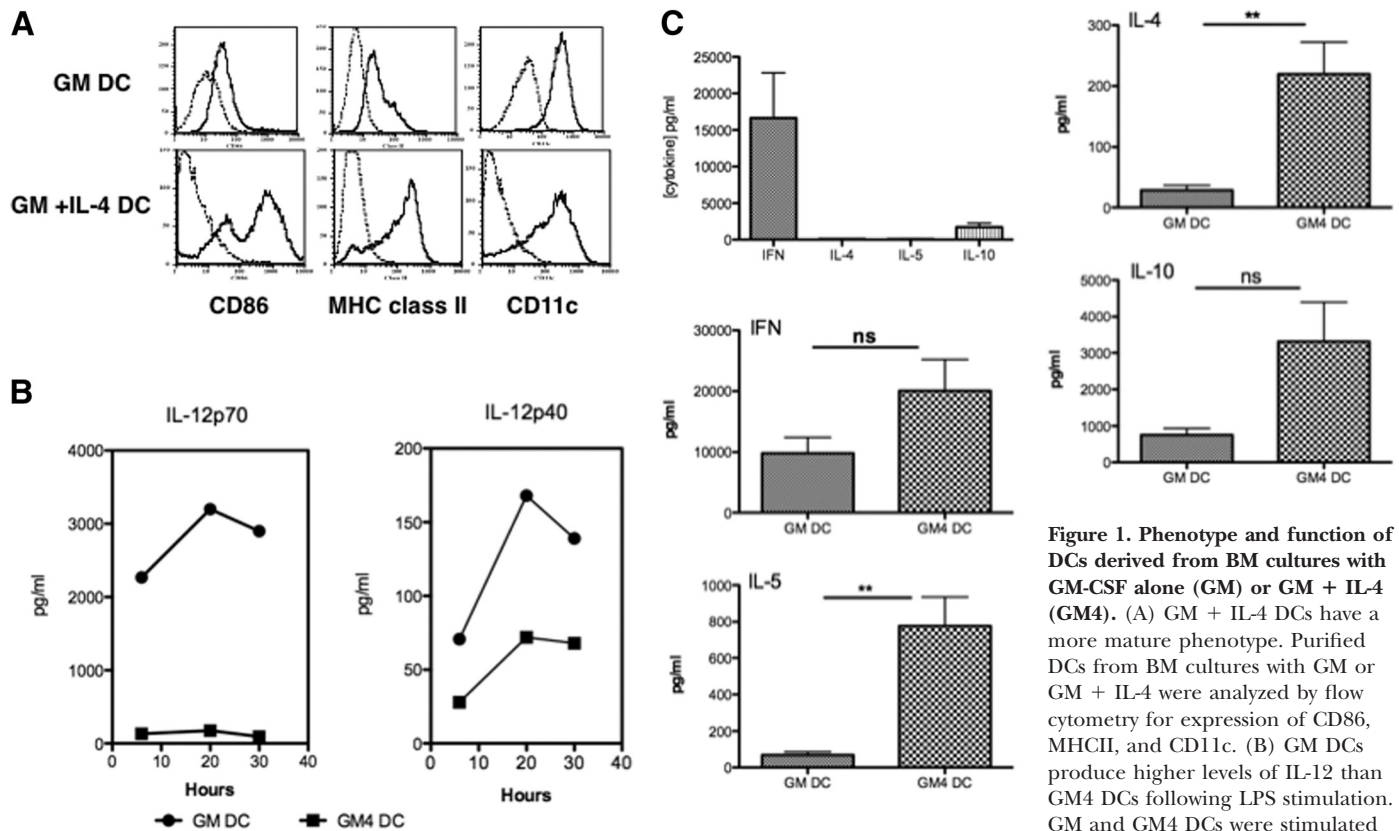 A
GM DC
GM +IL-4 DC
CD86
MHC class II
CD11c
B
IL-12p70
4000
3000
2000
1000
0
pg/ml
0 10 20 30 40
Hours
IL-12p40
200
150
100
50
0
pg/ml
0 10 20 30 40
Hours
GM DC
GM4 DC
C
25000
20000
15000
10000
5000
0
[cytokine] pg/ml
IFN IL-4 IL-5 IL-10
IFN
ns
30000
20000
10000
0
pg/ml
GM DC GM4 DC
IL-5
**
1000
800
600
400
200
0
pg/ml
GM DC GM4 DC
IL-4
**
300
200
100
0
pg/ml
GM DC GM4 DC
IL-10
ns
5000
4000
3000
2000
1000
0
pg/ml
GM DC GM4 DC
Figure 1. Phenotype and function of
DCs derived from BM cultures with
GM-CSF alone (GM) or GM + IL-4
(GM4). (A) GM + IL-4 DCs have a
more mature phenotype. Purified
DCs from BM cultures with GM or
GM + IL-4 were analyzed by flow
cytometry for expression of CD86,
MHCII, and CD11c. (B) GM DCs
produce higher levels of IL-12 than
GM4 DCs following LPS stimulation.
GM and GM4 DCs were stimulated